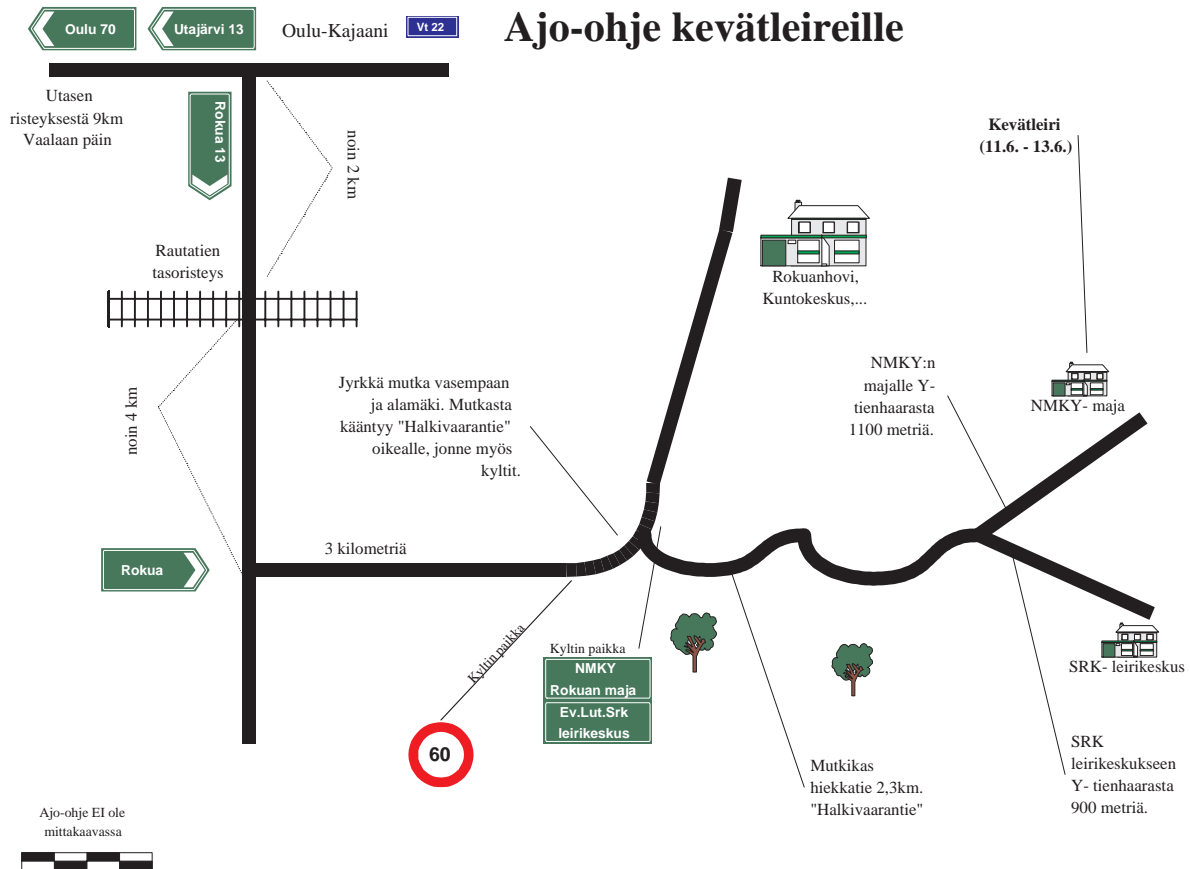 Ajo-ohje kevätleireille
Oulu 70
Utajärvi 13
Oulu-Kajaani
Vt 22
Utasen
risteyksestä 9km
Vaalaan päin
Rokua 13
noin 2 km
Kevätleiri
(11.6. - 13.6.)
Rautatien
tasoristeys
Rokuanhovi,
Kuntokeskus,...
noin 4 km
Jyrkkä mutka vasempaan
ja alamäki. Mutkasta
kääntyy "Halkivaarantie"
oikealle, jonne myös
kyltit.
NMKY:n
majalle Y-
tienhaarasta
1100 metriä.
NMKY- maja
Rokua
3 kilometriä
Kyltin paikka
60
Kyltin paikka
NMKY
Rokuan maja
Ev.Lut.Srk
leirikeskus
SRK- leirikeskus
Mutkikas
hiekkatie 2,3km.
"Halkivaarantie"
SRK
leirikeskukseen
Y- tienhaarasta
900 metriä.
Ajo-ohje EI ole
mittakaavassa